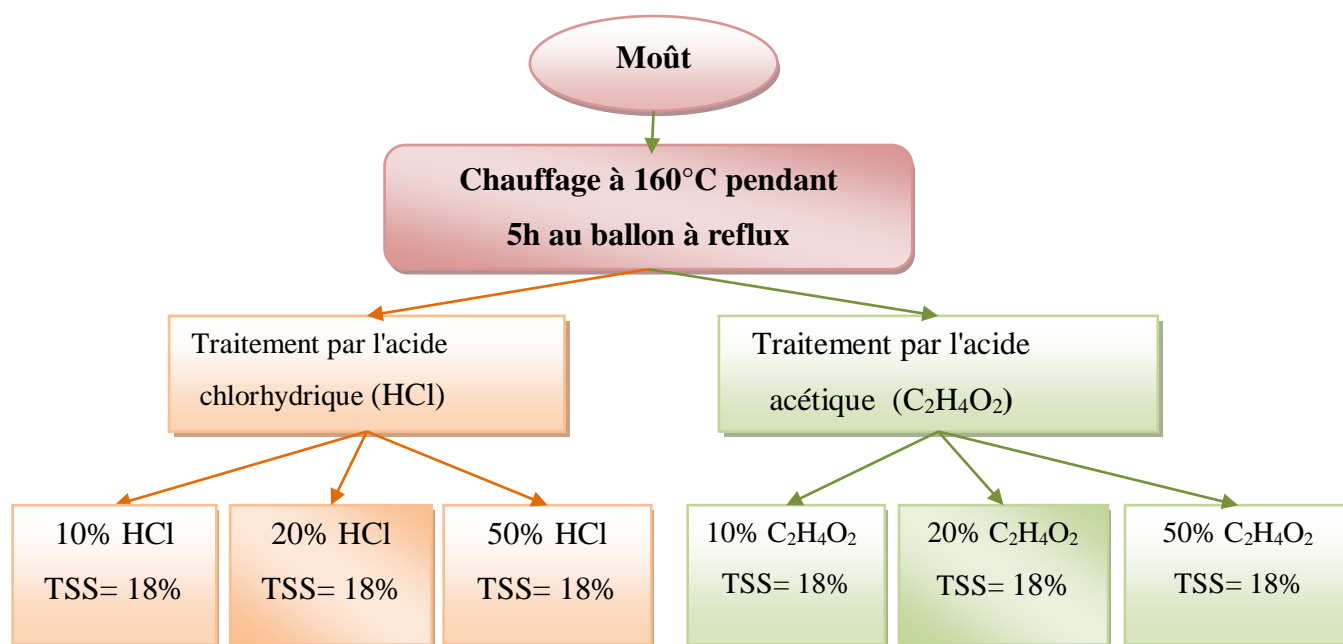 Moût
Chauffage à 160°C pendant
5h au ballon à reflux
Traitement par l'acide
chlorhydrique (HCl)
Traitement par l'acide
acétique (C₂H₄O₂)
10% HCl
TSS= 18%
20% HCl
TSS= 18%
50% HCl
TSS= 18%
10% C₂H₄O₂
TSS= 18%
20% C₂H₄O₂
TSS= 18%
50% C₂H₄O₂
TSS= 18%